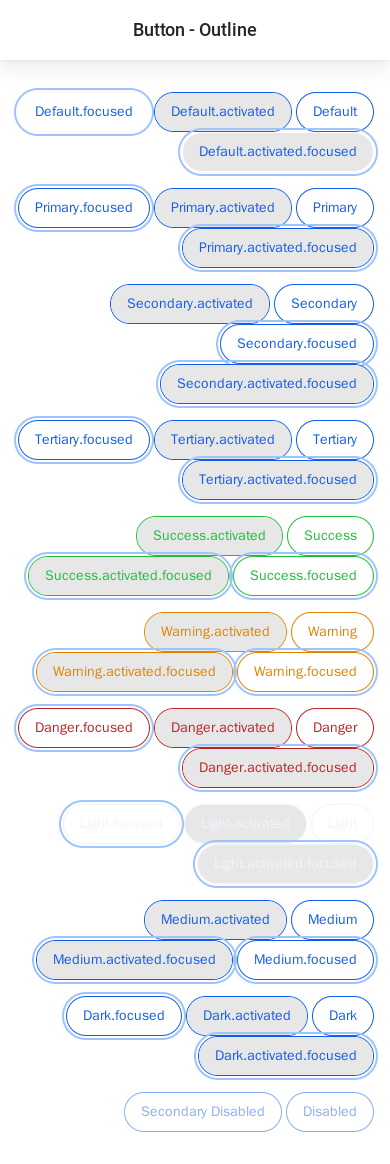 Button - Outline
Default.focused Default.activated Default
Default.activated.focused
Primary.focused Primary.activated Primary
Primary.activated.focused
Secondary.activated Secondary
Secondary.focused
Secondary.activated.focused
Tertiary.focused Tertiary.activated Tertiary
Tertiary.activated.focused
Success.activated Success
Success.activated.focused Success.focused
Warning.activated Warning
Warning.activated.focused Warning.focused
Danger.focused Danger.activated Danger
Danger.activated.focused
Light.focused Light.activated Light
Light.activated.focused
Medium.activated Medium
Medium.activated.focused Medium.focused
Dark.focused Dark.activated Dark
Dark.activated.focused
Secondary Disabled Disabled